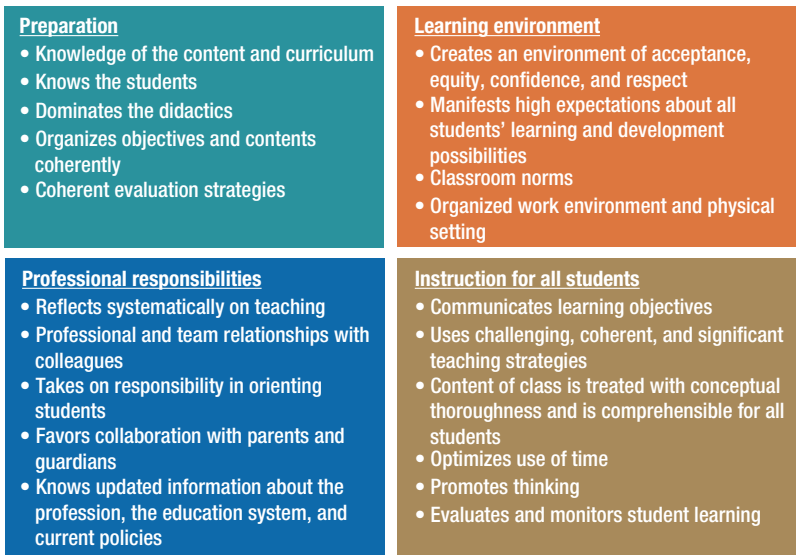 Preparation
• Knowledge of the content and curriculum
• Knows the students
• Dominates the didactics
• Organizes objectives and contents
coherently
• Coherent evaluation strategies
Learning environment
• Creates an environment of acceptance,
equity, confidence, and respect
• Manifests high expectations about all
students’ learning and development
possibilities
• Classroom norms
• Organized work environment and physical
setting
Professional responsibilities
• Reflects systematically on teaching
• Professional and team relationships with
colleagues
• Takes on responsibility in orienting
students
• Favors collaboration with parents and
guardians
• Knows updated information about the
profession, the education system, and
current policies
Instruction for all students
• Communicates learning objectives
• Uses challenging, coherent, and significant
teaching strategies
• Content of class is treated with conceptual
thoroughness and is comprehensible for all
students
• Optimizes use of time
• Promotes thinking
• Evaluates and monitors student learning